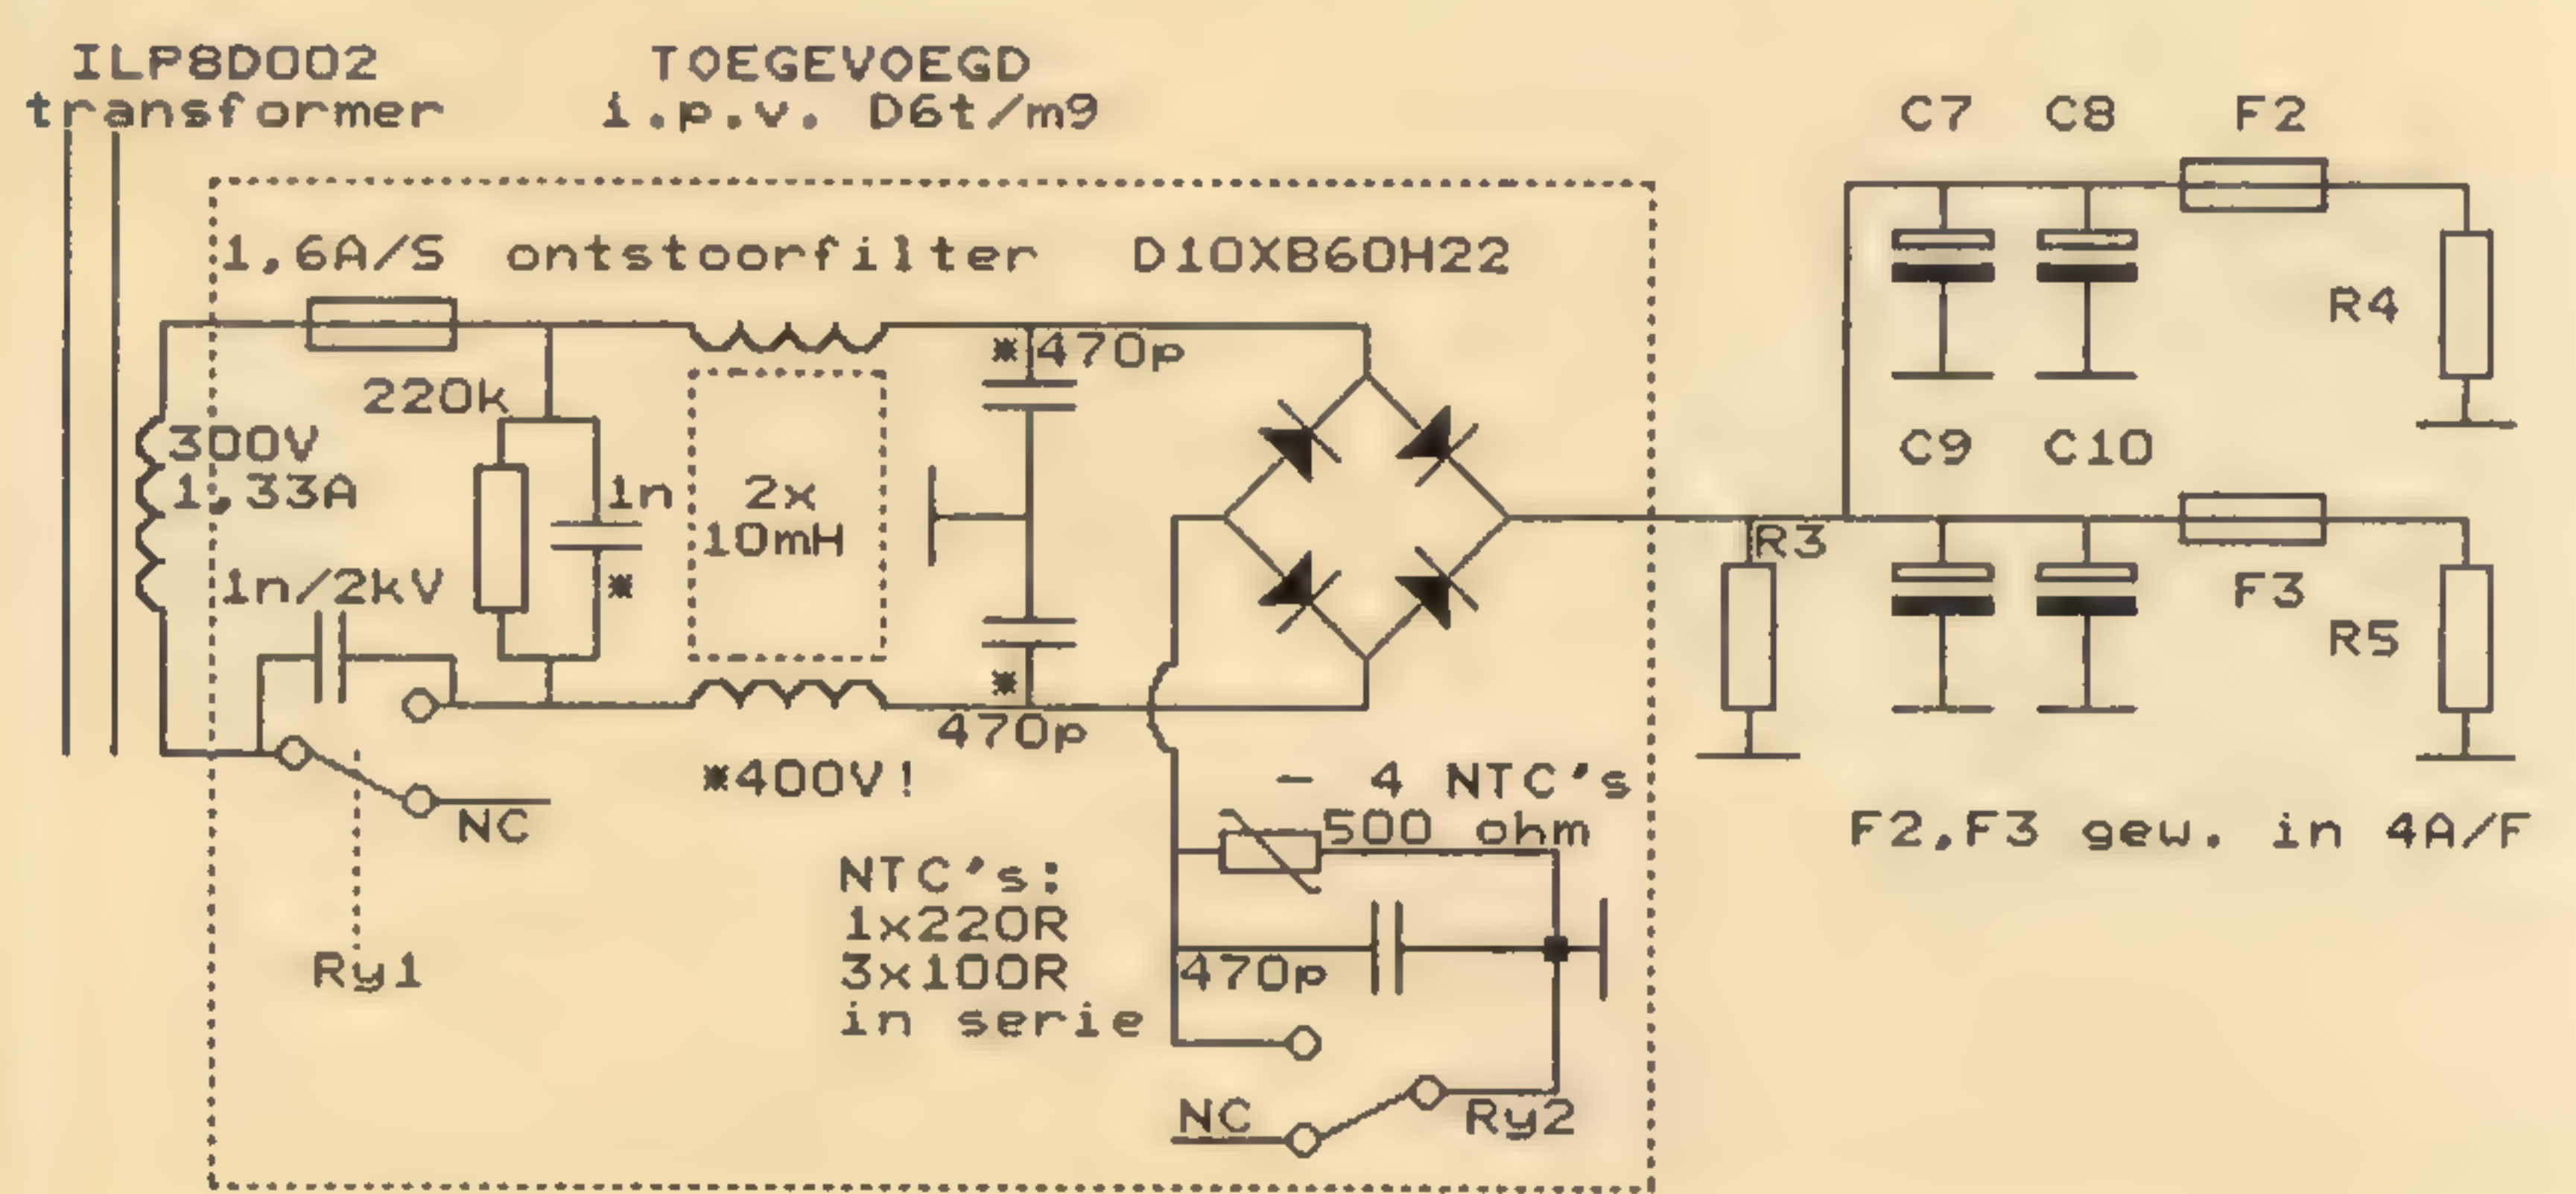 ILP8D002
transformer
TOEGEVOEGD
i.p.v. D6t/m9
C7
C8
F2
1,6A/S
ontstoorfilter
D10XB60H22
R4
*470p
220k
300V
1,33A
1n
*
2x
10mH
C9
C10
R3
F3
R5
1n/2kV
*
470p
*400V!
NC
- 4 NTC's
500 ohm
F2,F3 gew. in 4A/F
NTC's:
1x220R
3x100R
in serie
Ry1
470p
NC
Ry2